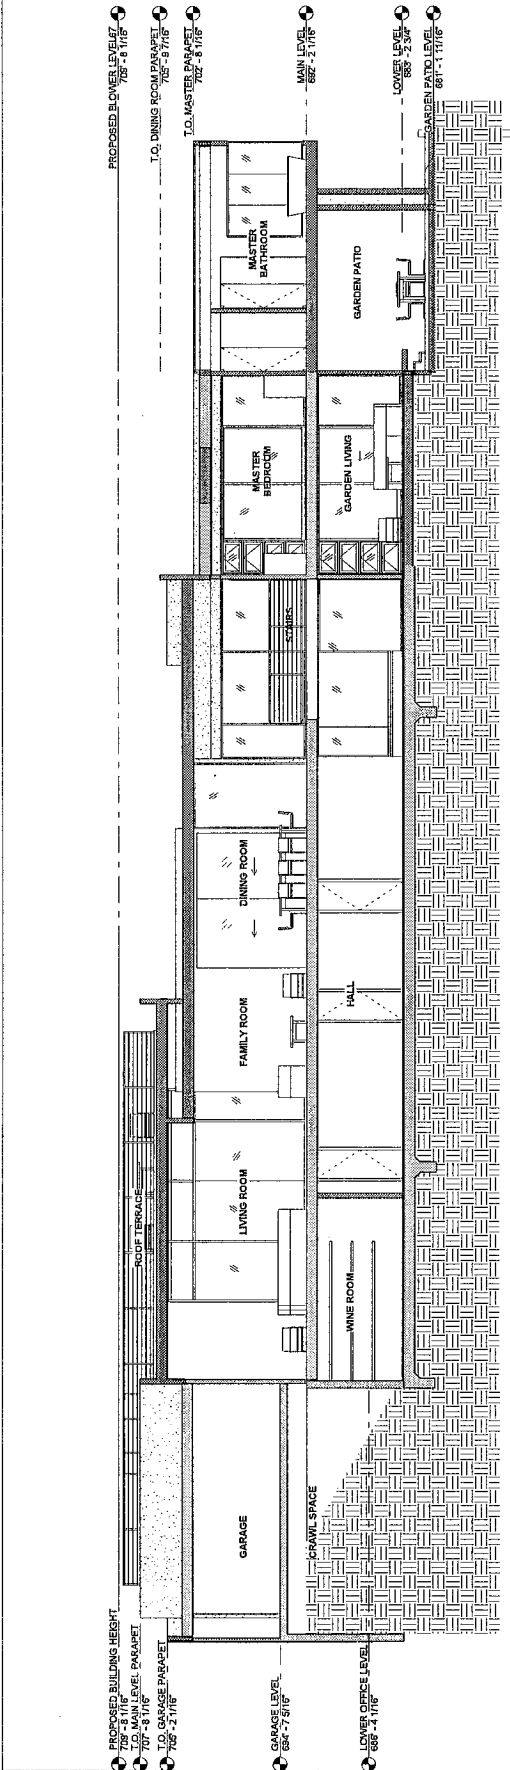 PROPOSED BLOWER LEVEL67
709' - 8 1/16"
T.O. DINING ROOM PARAPET
705' - 9 7/16"
T.O. MASTER PARAPET
702' - 8 1/16"
MAIN LEVEL
692' - 2 1/16"
LOWER LEVEL
683' - 2 3/4"
GARDEN PATIO LEVEL
681' - 1 11/16"
MASTER
BATHROOM
GARDEN PATIO
MASTER
BEDROOM
GARDEN LIVING
STAIRS
DINING ROOM
FAMILY ROOM
HALL
ROOF TERRACE
LIVING ROOM
WINE ROOM
GARAGE
CRAWL SPACE
PROPOSED BUILDING HEIGHT
709' - 8 1/16"
T.O. MAIN LEVEL PARAPET
707' - 8 1/16"
T.O. GARAGE PARAPET
705' - 2 1/16"
GARAGE LEVEL
694' - 7 5/16"
LOWER OFFICE LEVEL
686' - 4 1/16"